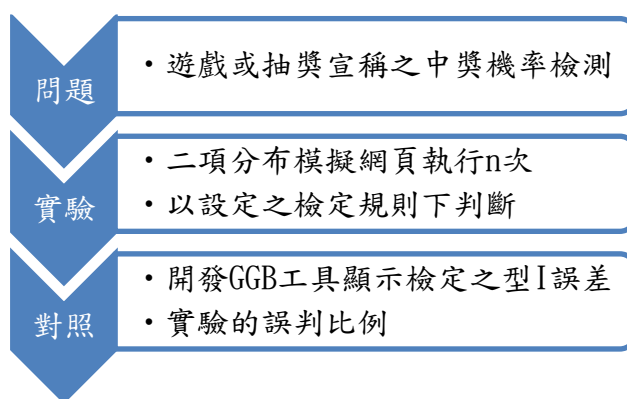 問題
・遊戲或抽獎宣稱之中獎機率檢測
實驗
・二項分布模擬網頁執行n次
・以設定之檢定規則下判斷
對照
・開發GGB工具顯示檢定之型I誤差
・實驗的誤判比例